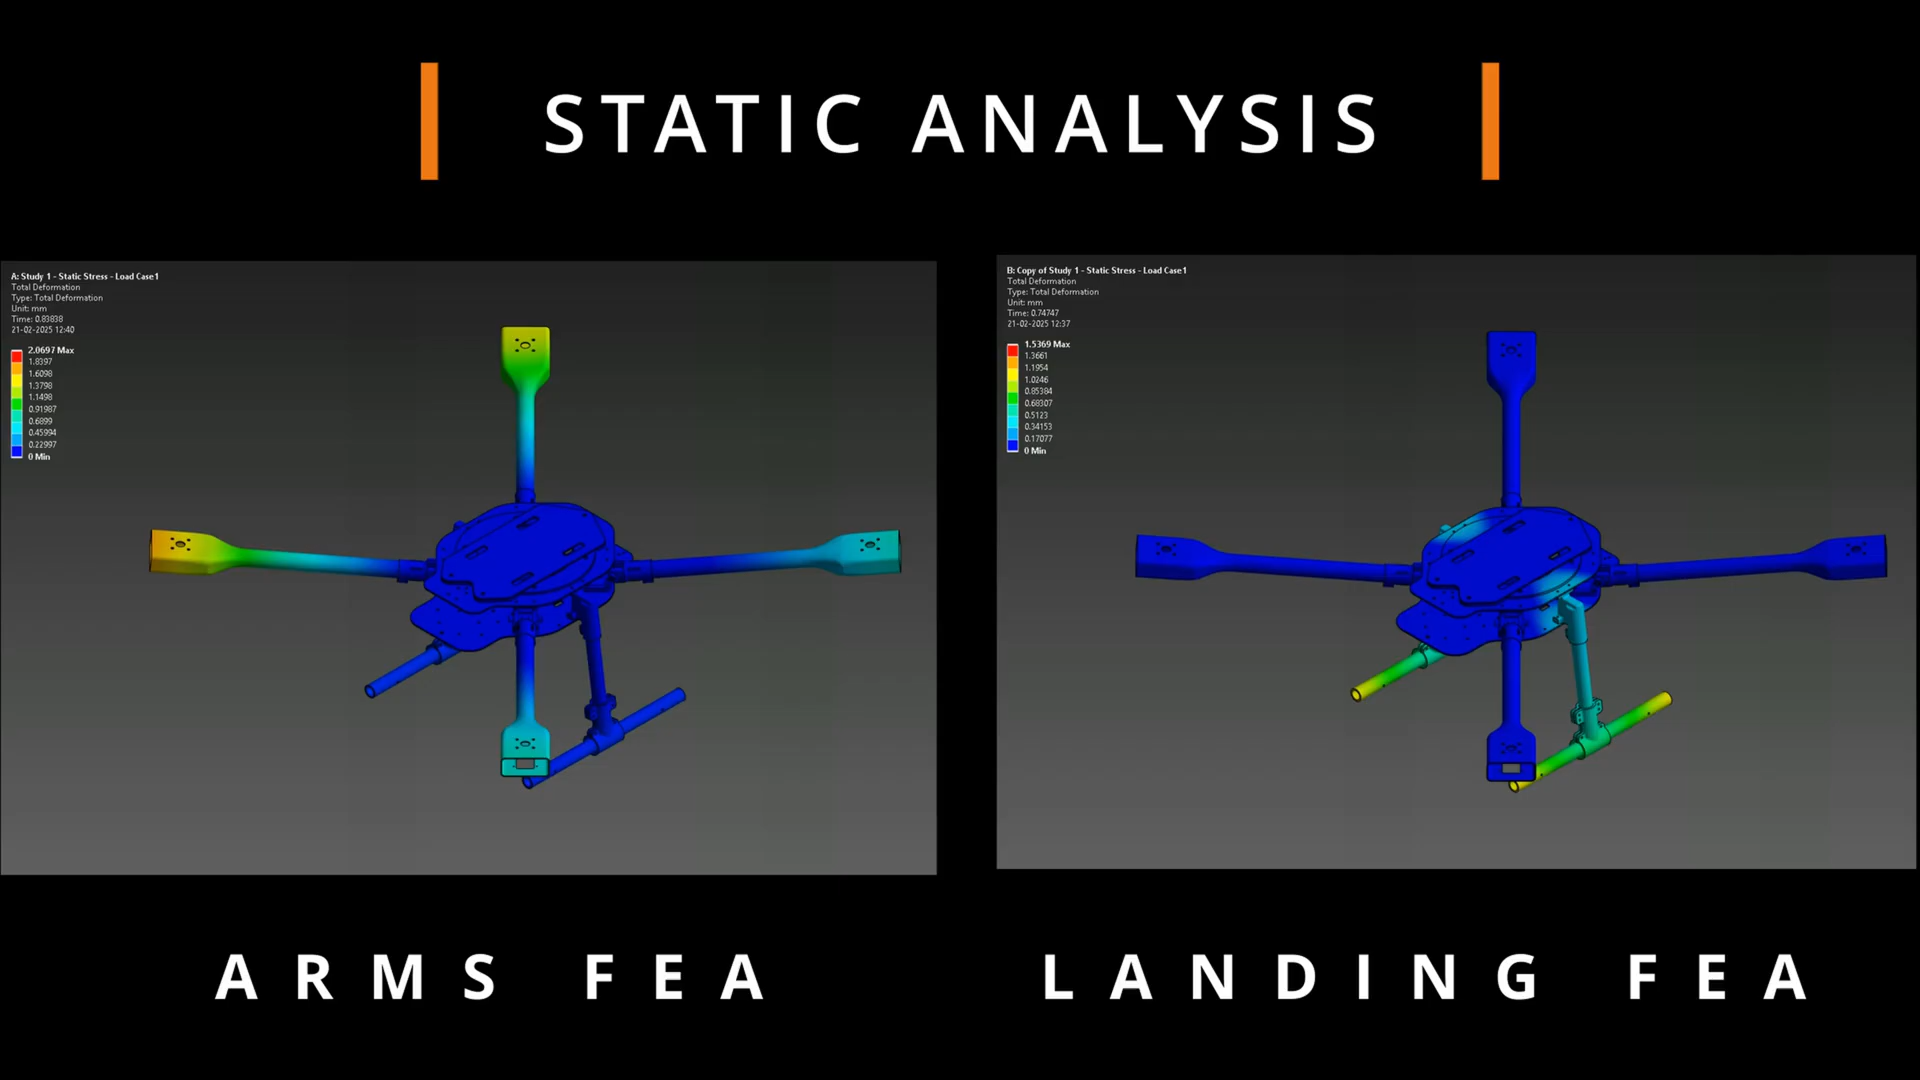 STATIC ANALYSIS
A: Study 1 - Static Stress - Load Case1
Total Deformation
Type: Total Deformation
Unit: mm
Time: 0.83838
21-02-2025 12:40
2.0697 Max
1.8397
1.6098
1.3798
1.1498
0.91987
0.6899
0.45994
0.22997
0 Min
B: Copy of Study 1 - Static Stress - Load Case1
Total Deformation
Type: Total Deformation
Unit: mm
Time: 0.74747
21-02-2025 12:37
1.5369 Max
1.3661
1.1954
1.0246
0.85384
0.68307
0.5123
0.34153
0.17077
0 Min
ARMS FEA
LANDING FEA